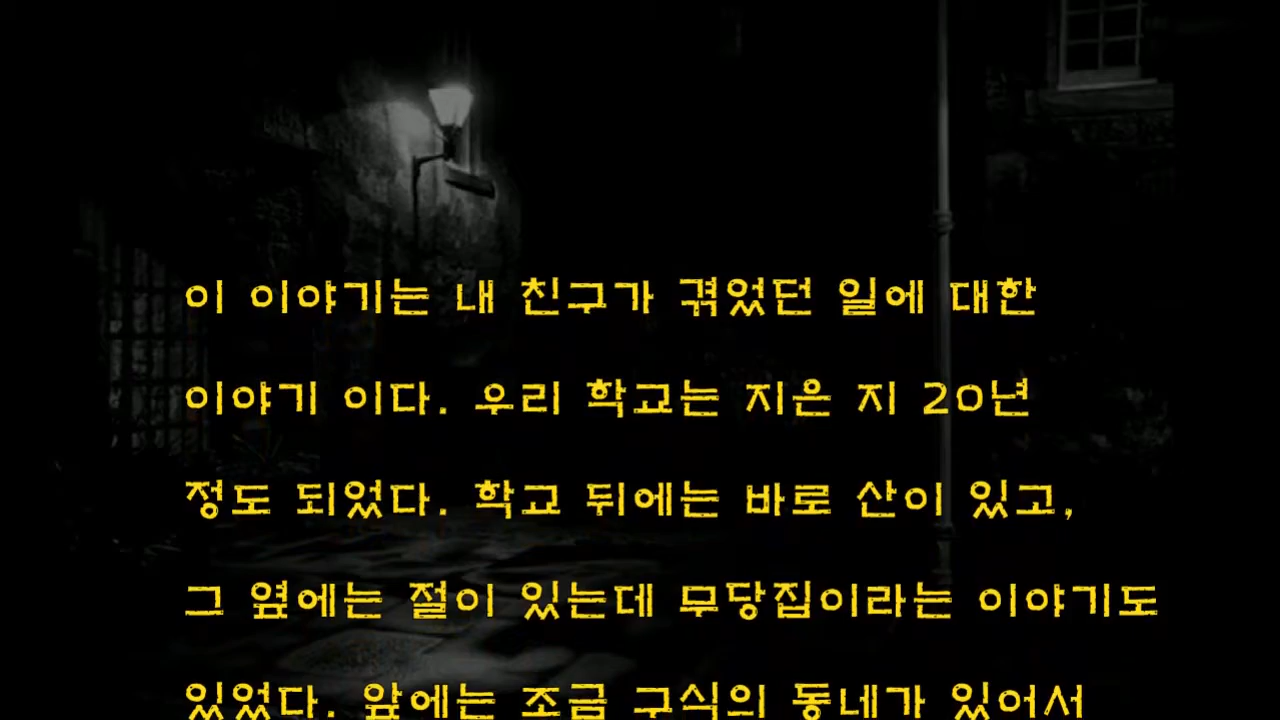 이 이야기는 내 친구가 겪었던 일에 대한
이야기 이다. 우리 학교는 지은 지 20년
정도 되었다. 학교 뒤에는 바로 산이 있고,
그 옆에는 절이 있는데 무당집이라는 이야기도
있었다. 앞에는 조금 구식의 동네가 있어서